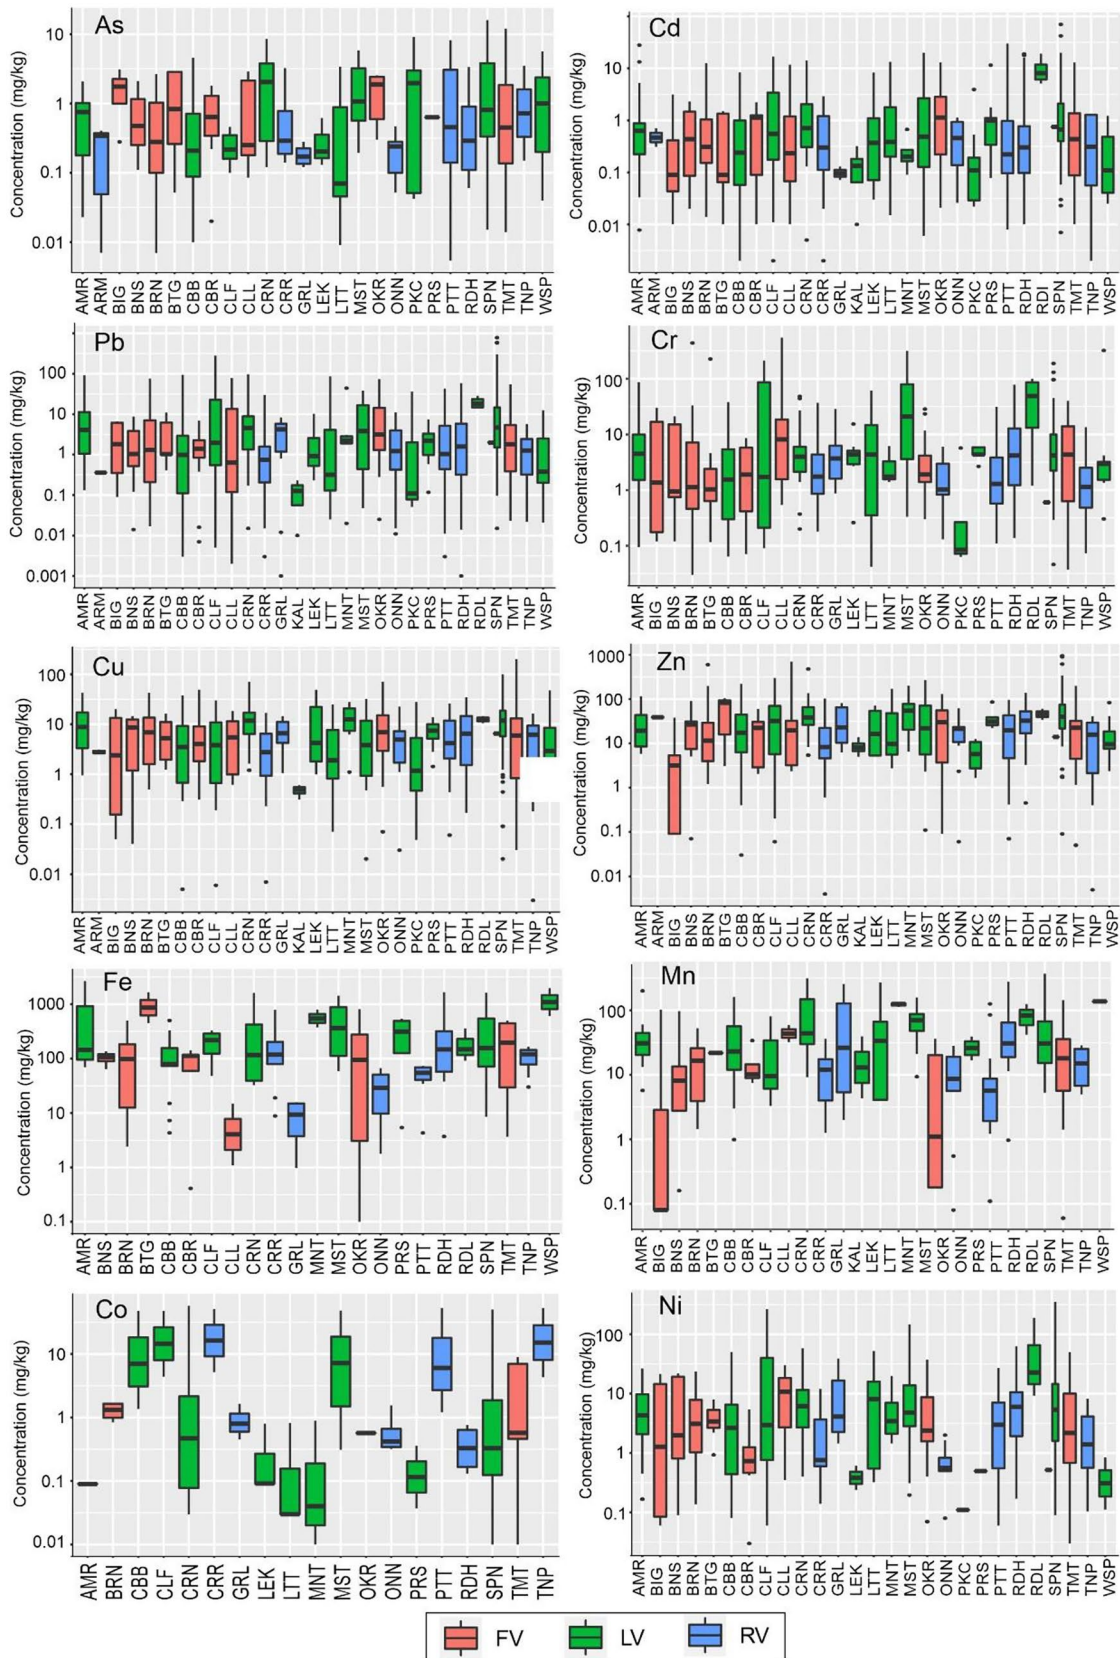 As
Concentration (mg/kg)
10
1
0.1
0.01
AMR ARM BIG BNS BRN BTG CBB CBR CLF CLL CRN CRR GRL LEK LTT MST OKR ONN PKC PRS PTT RDH SPN TMT TNP WSP
Cd
Concentration (mg/kg)
10
1
0.1
0.01
AMR ARM BIG BNS BRN BTG CBB CBR CLF CLL CRN CRR GRL KAL LEK LTT MNT MST OKR ONN PKC PRS PTT RDH RDI SPN TMT TNP WSP
Pb
Concentration (mg/kg)
100
10
1
0.1
0.01
0.001
AMR ARM BIG BNS BRN BTG CBB CBR CLF CLL CRN CRR GRL KAL LEK LTT MNT MST OKR ONN PKC PRS PTT RDH RDL SPN TMT TNP WSP
Cr
Concentration (mg/kg)
100
10
1
0.1
AMR BIG BNS BRN BTG CBB CBR CLF CLL CRN CRR GRL LEK LTT MNT MST OKR ONN PKC PRS PTT RDH RDL SPN TMT TNP WSP
Cu
Concentration (mg/kg)
100
10
1
0.1
0.01
AMR ARM BIG BNS BRN BTG CBB CBR CLF CLL CRN CRR GRL KAL LEK LTT MNT MST OKR ONN PKC PRS PTT RDH RDL SPN TMT TNP WSP
Zn
Concentration (mg/kg)
1000
100
10
1
0.1
0.01
AMR ARM BIG BNS BRN BTG CBB CBR CLF CLL CRN CRR GRL KAL LEK LTT MNT MST OKR ONN PKC PRS PTT RDH RDL SPN TMT TNP WSP
Fe
Concentration (mg/kg)
1000
100
10
1
0.1
AMR BNS BRN BTG CBB CBR CLF CLL CRN CRR GRL MNT MST OKR ONN PRS PTT RDH RDL SPN TMT TNP WSP
Mn
Concentration (mg/kg)
100
10
1
0.1
AMR BIG BNS BRN BTG CBB CBR CLF CLL CRN CRR GRL KAL LEK LTT MNT MST OKR ONN PRS PTT RDH RDL SPN TMT TNP WSP
Co
Concentration (mg/kg)
10
1
0.1
0.01
AMR BRN CBB CLF CRN CRR GRL LEK LTT MNT MST OKR ONN PRS PTT RDH SPN TMT TNP
Ni
Concentration (mg/kg)
100
10
1
0.1
AMR BIG BNS BRN BTG CBB CBR CLF CLL CRN CRR GRL LEK LTT MNT MST OKR ONN PKC PRS PTT RDH RDL SPN TMT TNP WSP
FV LV RV